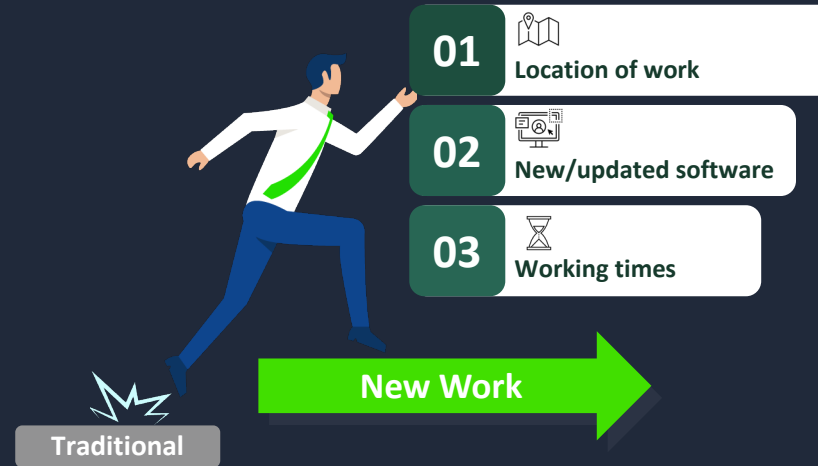 01
Location of work
02
New/updated software
03
Working times
New Work
Traditional